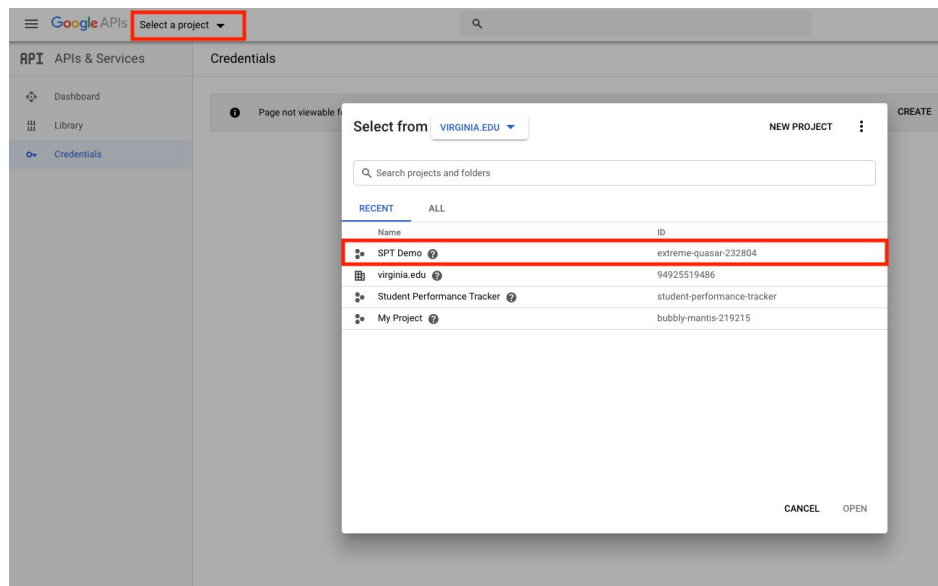 Google APIs Select a project
API APIs & Services Credentials
Dashboard
Library
Credentials
Page not viewable f
CREATE
Select from VIRGINIA.EDU NEW PROJECT
Search projects and folders
RECENT ALL
Name ID
SPT Demo extreme-quasar-232804
virginia.edu 94925519486
Student Performance Tracker student-performance-tracker
My Project bubbly-mantis-219215
CANCEL OPEN